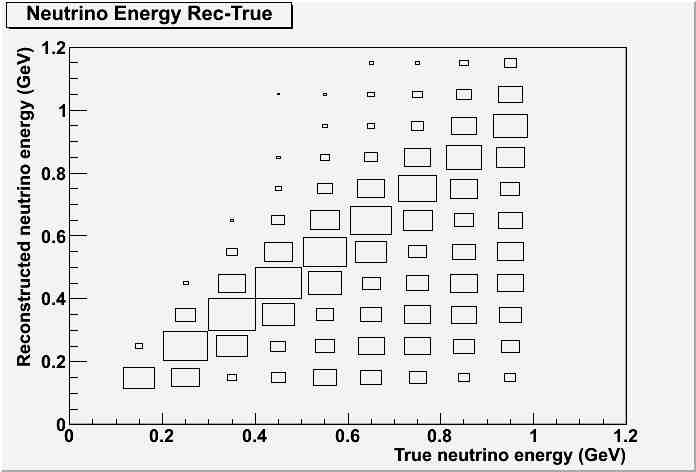 Neutrino Energy Rec-True
Reconstructed neutrino energy (GeV)
1.2
1
0.8
0.6
0.4
0.2
0
0 0.2 0.4 0.6 0.8 1 1.2
True neutrino energy (GeV)